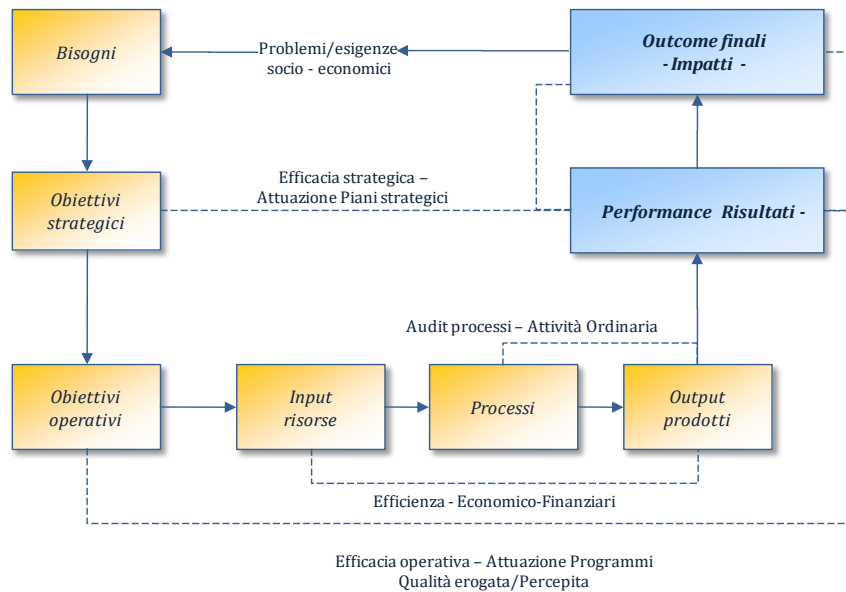 Bisogni
Problemi/esigenze
socio - economici
Outcome finali
- Impatti -
Efficacia strategica –
Attuazione Piani strategici
Obiettivi
strategici
Performance Risultati -
Audit processi – Attività Ordinaria
Obiettivi
operativi
Input
risorse
Processi
Output
prodotti
Efficienza - Economico-Finanziari
Efficacia operativa – Attuazione Programmi
Qualità erogata/Percepita